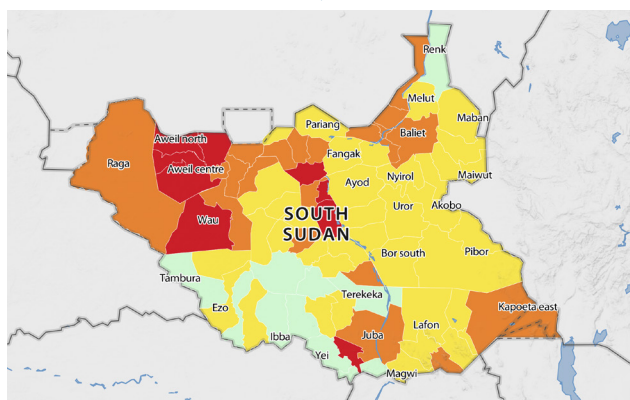 Renk
Melut
Maban
Pariang
Baliet
Aweil north
Fangak
Raga
Aweil centre
Nyirol
Maiwut
Ayod
Wau
SOUTH
SUDAN
Uror
Akobo
Bor south
Pibor
Tambura
Terekeka
Ezo
Kapoeta east
Lafon
Ibba
Juba
Yei
Magwi